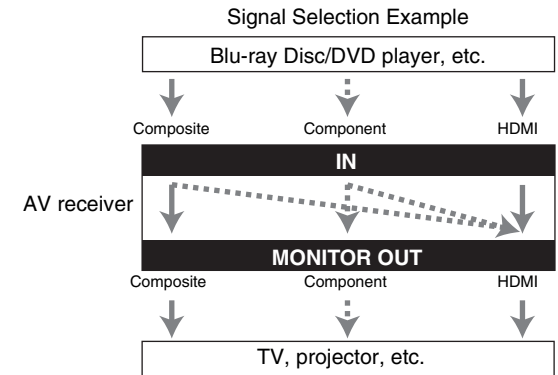 Signal Selection Example
Blu-ray Disc/DVD player, etc.
Composite Component HDMI
IN
AV receiver
MONITOR OUT
Composite Component HDMI
TV, projector, etc.